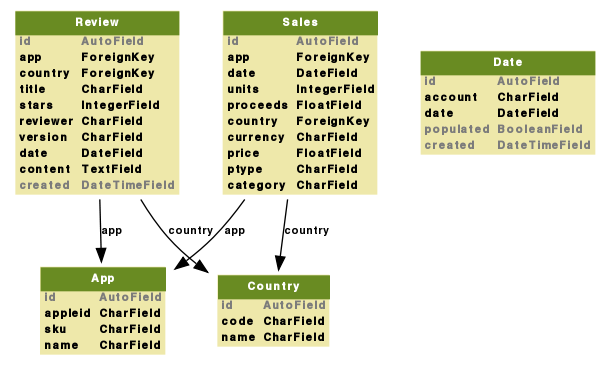 Review
id AutoField
app ForeignKey
country ForeignKey
title CharField
stars IntegerField
reviewer CharField
version CharField
date DateField
content TextField
created DateTimeField
Sales
id AutoField
app ForeignKey
date DateField
units IntegerField
proceeds FloatField
country ForeignKey
currency CharField
price FloatField
ptype CharField
category CharField
Date
id AutoField
account CharField
date DateField
populated BooleanField
created DateTimeField
app
country
app
country
App
id AutoField
appleid CharField
sku CharField
name CharField
Country
id AutoField
code CharField
name CharField